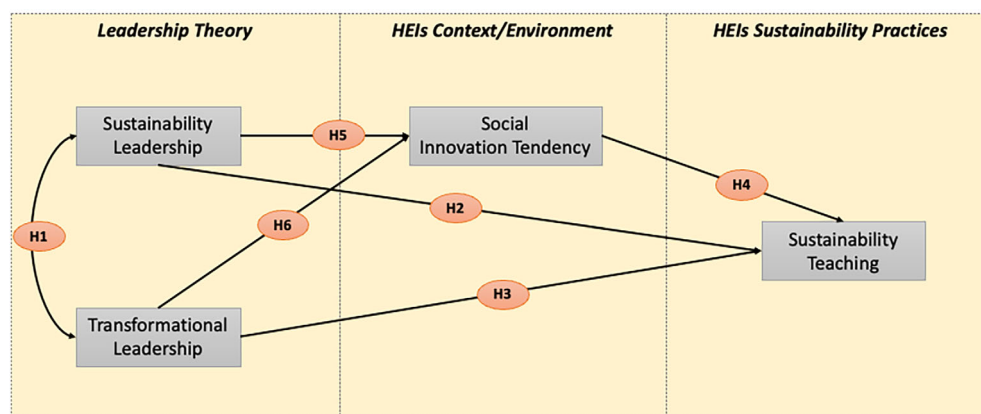 Leadership Theory
HEIs Context/Environment
HEIs Sustainability Practices
Sustainability
Leadership
H5
Social
Innovation Tendency
H4
H2
H6
H1
Sustainability
Teaching
H3
Transformational
Leadership